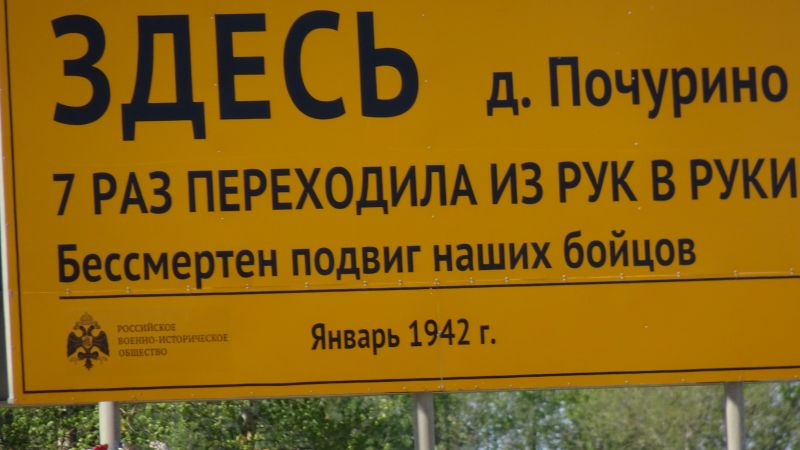 ЗДЕСЬ д. Почурино
7 РАЗ ПЕРЕХОДИЛА ИЗ РУК В РУКИ
Бессмертен подвиг наших бойцов
РОССИЙСКОЕ
ВОЕННО-ИСТОРИЧЕСКОЕ
ОБЩЕСТВО
Январь 1942 г.